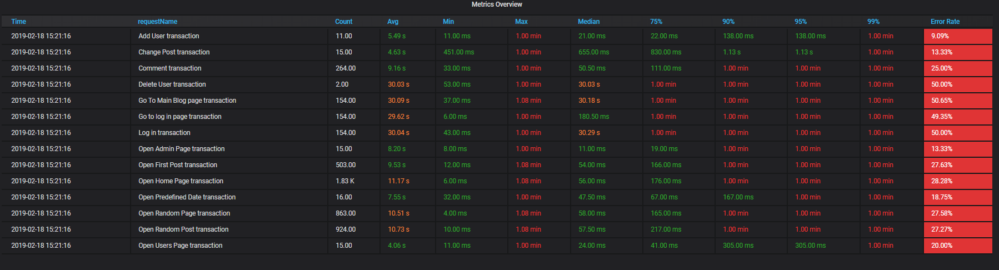 Metrics Overview
Time requestName Count Avg Min Max Median 75% 90% 95% 99% Error Rate
2019-02-18 15:21:16 Add User transaction 11.00 5.49 s 11.00 ms 1.00 min 21.00 ms 22.00 ms 138.00 ms 138.00 ms 1.00 min 9.09%
2019-02-18 15:21:16 Change Post transaction 15.00 4.63 s 451.00 ms 1.00 min 655.00 ms 830.00 ms 1.13 s 1.13 s 1.00 min 13.33%
2019-02-18 15:21:16 Comment transaction 264.00 9.16 s 33.00 ms 1.00 min 50.50 ms 111.00 ms 1.00 min 1.00 min 1.00 min 25.00%
2019-02-18 15:21:16 Delete User transaction 2.00 30.03 s 53.00 ms 1.00 min 30.03 s 1.00 min 1.00 min 1.00 min 1.00 min 50.00%
2019-02-18 15:21:16 Go To Main Blog page transaction 154.00 30.09 s 37.00 ms 1.08 min 30.18 s 1.00 min 1.00 min 1.00 min 1.00 min 50.65%
2019-02-18 15:21:16 Go to log in page transaction 154.00 29.62 s 6.00 ms 1.00 min 180.50 ms 1.00 min 1.00 min 1.00 min 1.00 min 49.35%
2019-02-18 15:21:16 Log in transaction 154.00 30.04 s 43.00 ms 1.00 min 30.29 s 1.00 min 1.00 min 1.00 min 1.00 min 50.00%
2019-02-18 15:21:16 Open Admin Page transaction 15.00 8.20 s 8.00 ms 1.00 min 11.00 ms 19.00 ms 1.00 min 1.00 min 1.00 min 13.33%
2019-02-18 15:21:16 Open First Post transaction 503.00 9.53 s 12.00 ms 1.08 min 54.00 ms 166.00 ms 1.00 min 1.00 min 1.00 min 27.63%
2019-02-18 15:21:16 Open Home Page transaction 1.83 K 11.17 s 6.00 ms 1.08 min 56.00 ms 176.00 ms 1.00 min 1.00 min 1.00 min 28.28%
2019-02-18 15:21:16 Open Predefined Date transaction 16.00 7.55 s 32.00 ms 1.00 min 47.50 ms 67.00 ms 167.00 ms 1.00 min 1.00 min 18.75%
2019-02-18 15:21:16 Open Random Page transaction 863.00 10.51 s 4.00 ms 1.08 min 58.00 ms 165.00 ms 1.00 min 1.00 min 1.00 min 27.58%
2019-02-18 15:21:16 Open Random Post transaction 924.00 10.73 s 10.00 ms 1.08 min 57.50 ms 217.00 ms 1.00 min 1.00 min 1.00 min 27.27%
2019-02-18 15:21:16 Open Users Page transaction 15.00 4.06 s 11.00 ms 1.00 min 24.00 ms 41.00 ms 305.00 ms 305.00 ms 1.00 min 20.00%